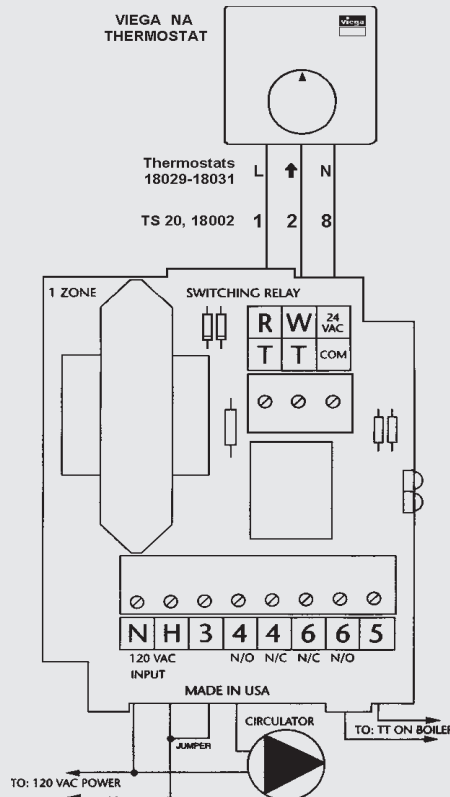 VIEGA NA
THERMOSTAT
viega
Thermostats
18029-18031
L
N
TS 20, 18002
1
2
8
1 ZONE
SWITCHING RELAY
R W 24 VAC
T T COM
N H 3 4 4 6 6 5
120 VAC
INPUT
N/O N/C N/C N/O
MADE IN USA
CIRCULATOR
JUMPER
TO: TT ON BOILER
TO: 120 VAC POWER